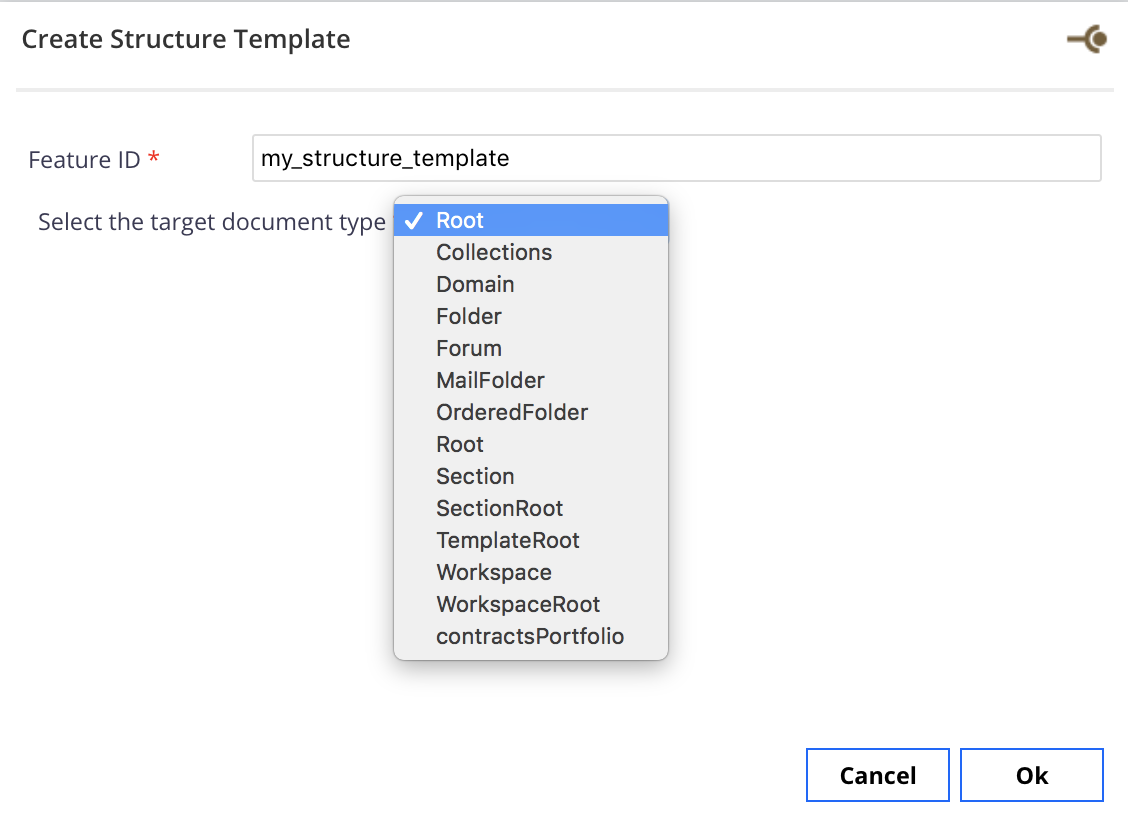 Create Structure Template
Feature ID *
my_structure_template
Select the target document type
✓ Root
Collections
Domain
Folder
Forum
MailFolder
OrderedFolder
Root
Section
SectionRoot
TemplateRoot
Workspace
WorkspaceRoot
contractsPortfolio
Cancel
Ok